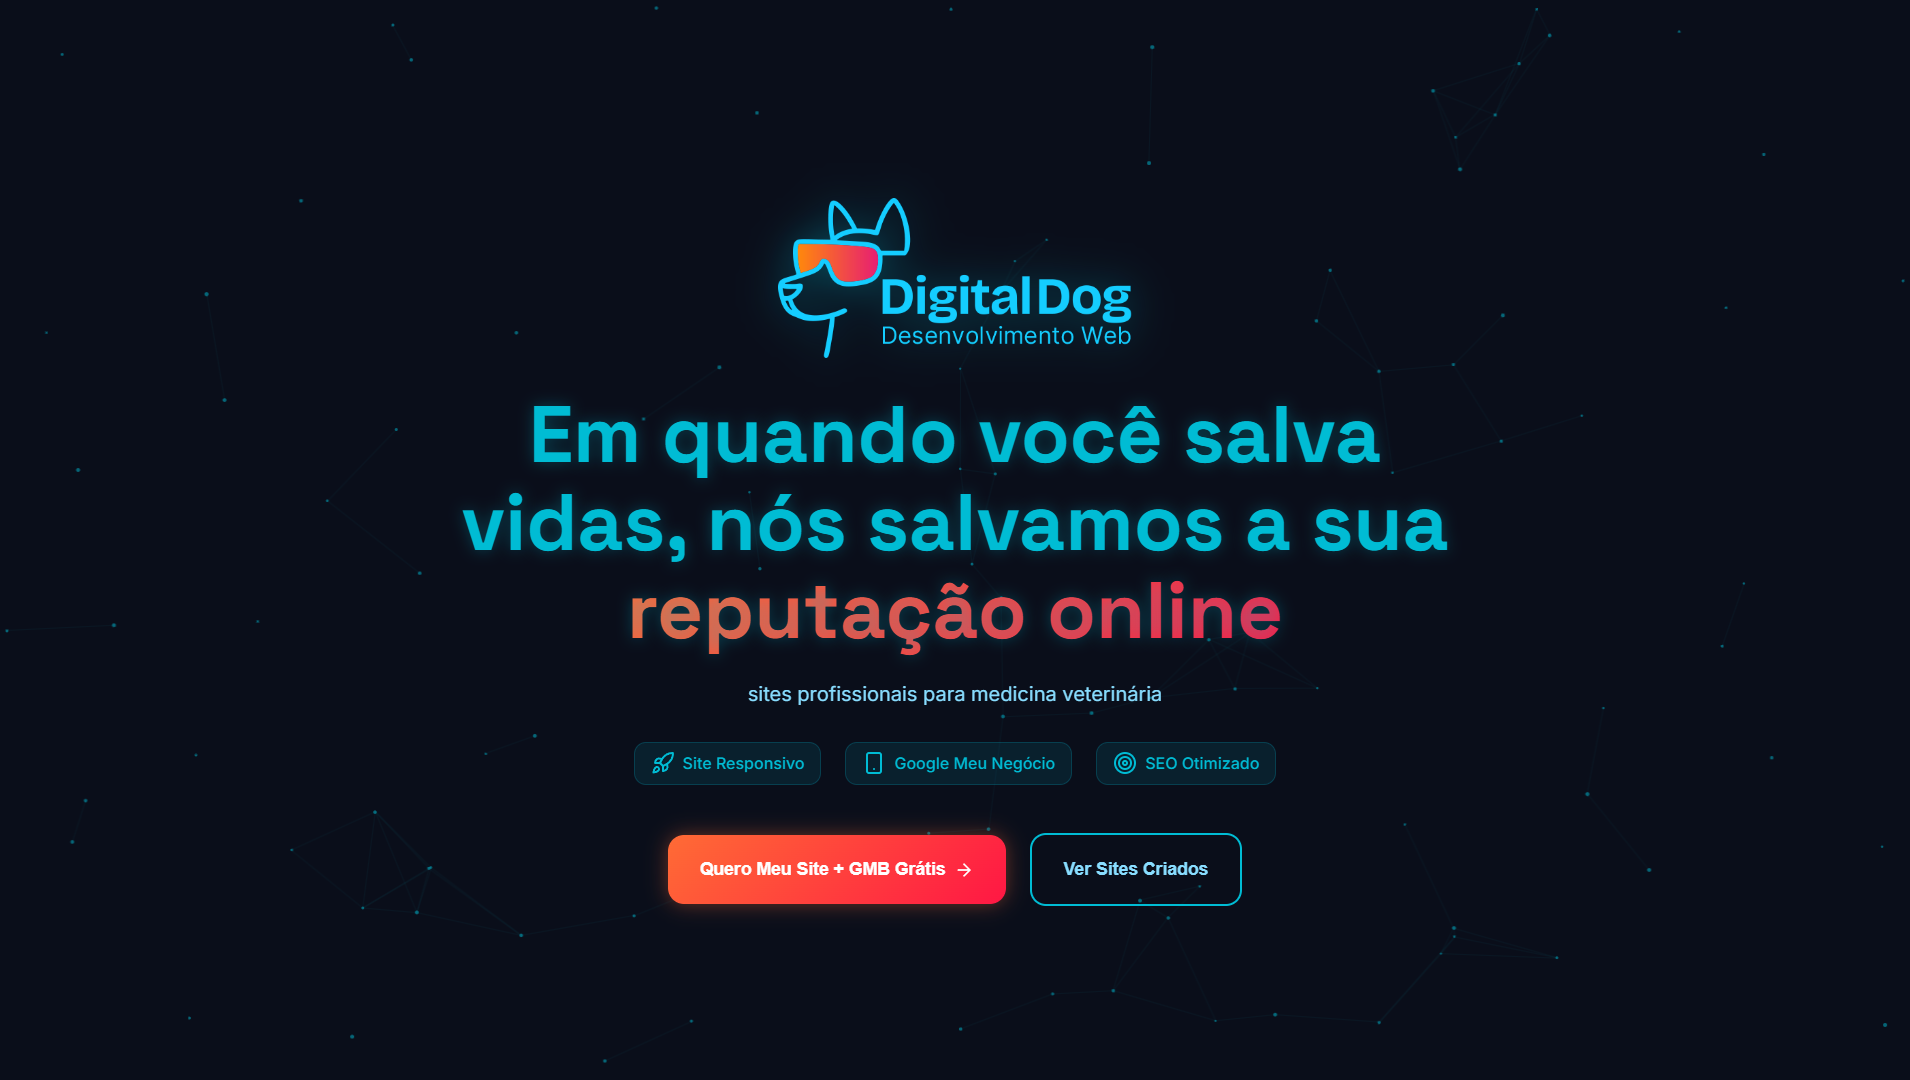 DigitalDog
Desenvolvimento Web
Em quando você salva
vidas, nós salvamos a sua
reputação online
sites profissionais para medicina veterinária
Site Responsivo
Google Meu Negócio
SEO Otimizado
Quero Meu Site + GMB Grátis →
Ver Sites Criados